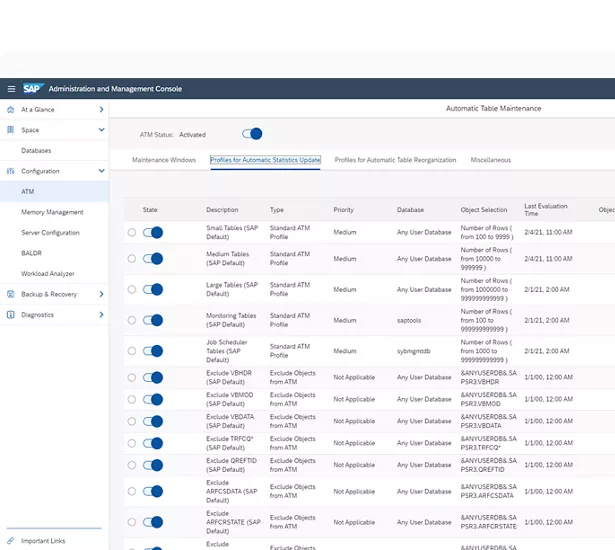 SAP Administration and Management Console
At a Glance
Space
Databases
Configuration
ATM
Memory Management
Server Configuration
BALDR
Workload Analyzer
Backup & Recovery
Diagnostics
Important Links
Automatic Table Maintenance
ATM Status: Activated
Maintenance Windows Profiles for Automatic Statistics Update Profiles for Automatic Table Reorganization Miscellaneous
State Description Type Priority Database Object Selection Last Evaluation Objec
Time
Small Tables (SAP Standard ATM Medium Any User Database Number of Rows ( 2/4/21, 11:00 AM
Default) Profile from 100 to 9999 )
Medium Tables (SAP Standard ATM Medium Any User Database Number of Rows ( 2/4/21, 11:00 AM
Default) Profile from 10000 to
999999 )
Large Tables (SAP Standard ATM Medium Any User Database Number of Rows ( 2/1/21, 2:00 AM
Default) Profile from 1000000 to
999999999999 )
Monitoring Tables Standard ATM Medium saptools Number of Rows ( 2/1/21, 2:00 AM
(SAP Default) Profile from 100 to
999999999999 )
Job Scheduler Standard ATM Medium sybmgmtdb Number of Rows ( 2/1/21, 2:00 AM
Tables (SAP Profile from 1000 to
Default) 999999999999 )
Exclude VBHDR Exclude Objects Not Applicable Any User Database &ANYUSERDB&.SA 1/1/00, 12:00 AM
(SAP Default) from ATM PSR3.VBHDR
Exclude VBMOD Exclude Objects Not Applicable Any User Database &ANYUSERDB&.SA 1/1/00, 12:00 AM
(SAP Default) from ATM PSR3.VBMOD
Exclude VBDATA Exclude Objects Not Applicable Any User Database &ANYUSERDB&.SA 1/1/00, 12:00 AM
(SAP Default) from ATM PSR3.VBDATA
Exclude TRFCQ* Exclude Objects Not Applicable Any User Database &ANYUSERDB&.SA 1/1/00, 12:00 AM
(SAP Default) from ATM PSR3.TRFCQ*
Exclude QREFTID Exclude Objects Not Applicable Any User Database &ANYUSERDB&.SA 1/1/00, 12:00 AM
(SAP Default) from ATM PSR3.QREFTID
Exclude Exclude Objects Not Applicable Any User Database &ANYUSERDB&.SA 1/1/00, 12:00 AM
ARFCSDATA (SAP from ATM PSR3.ARFCSDATA
Default)
Exclude Exclude Objects Not Applicable Any User Database &ANYUSERDB&.SA 1/1/00, 12:00 AM
ARFCRSTATE (SAP from ATM PSR3.ARFCRSTATE
Default)
Exclude